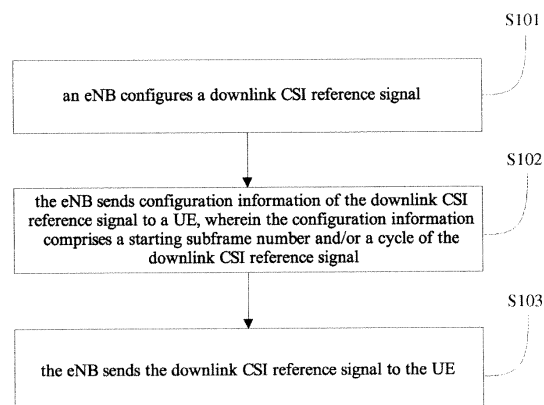 S101
an eNB configures a downlink CSI reference signal
S102
the eNB sends configuration information of the downlink CSI
reference signal to a UE, wherein the configuration information
comprises a starting subframe number and/or a cycle of the
downlink CSI reference signal
S103
the eNB sends the downlink CSI reference signal to the UE